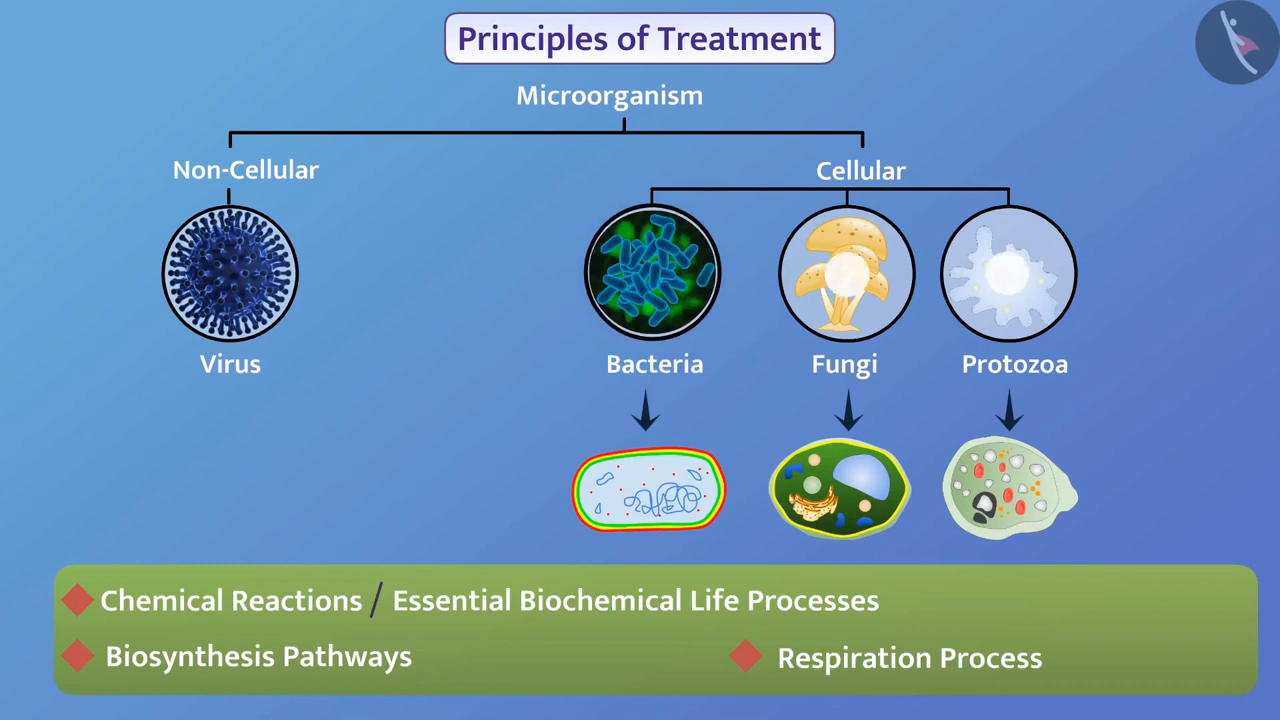 Principles of Treatment
Microorganism
Non-Cellular
Cellular
Virus
Bacteria
Fungi
Protozoa
Chemical Reactions / Essential Biochemical Life Processes
Biosynthesis Pathways
Respiration Process